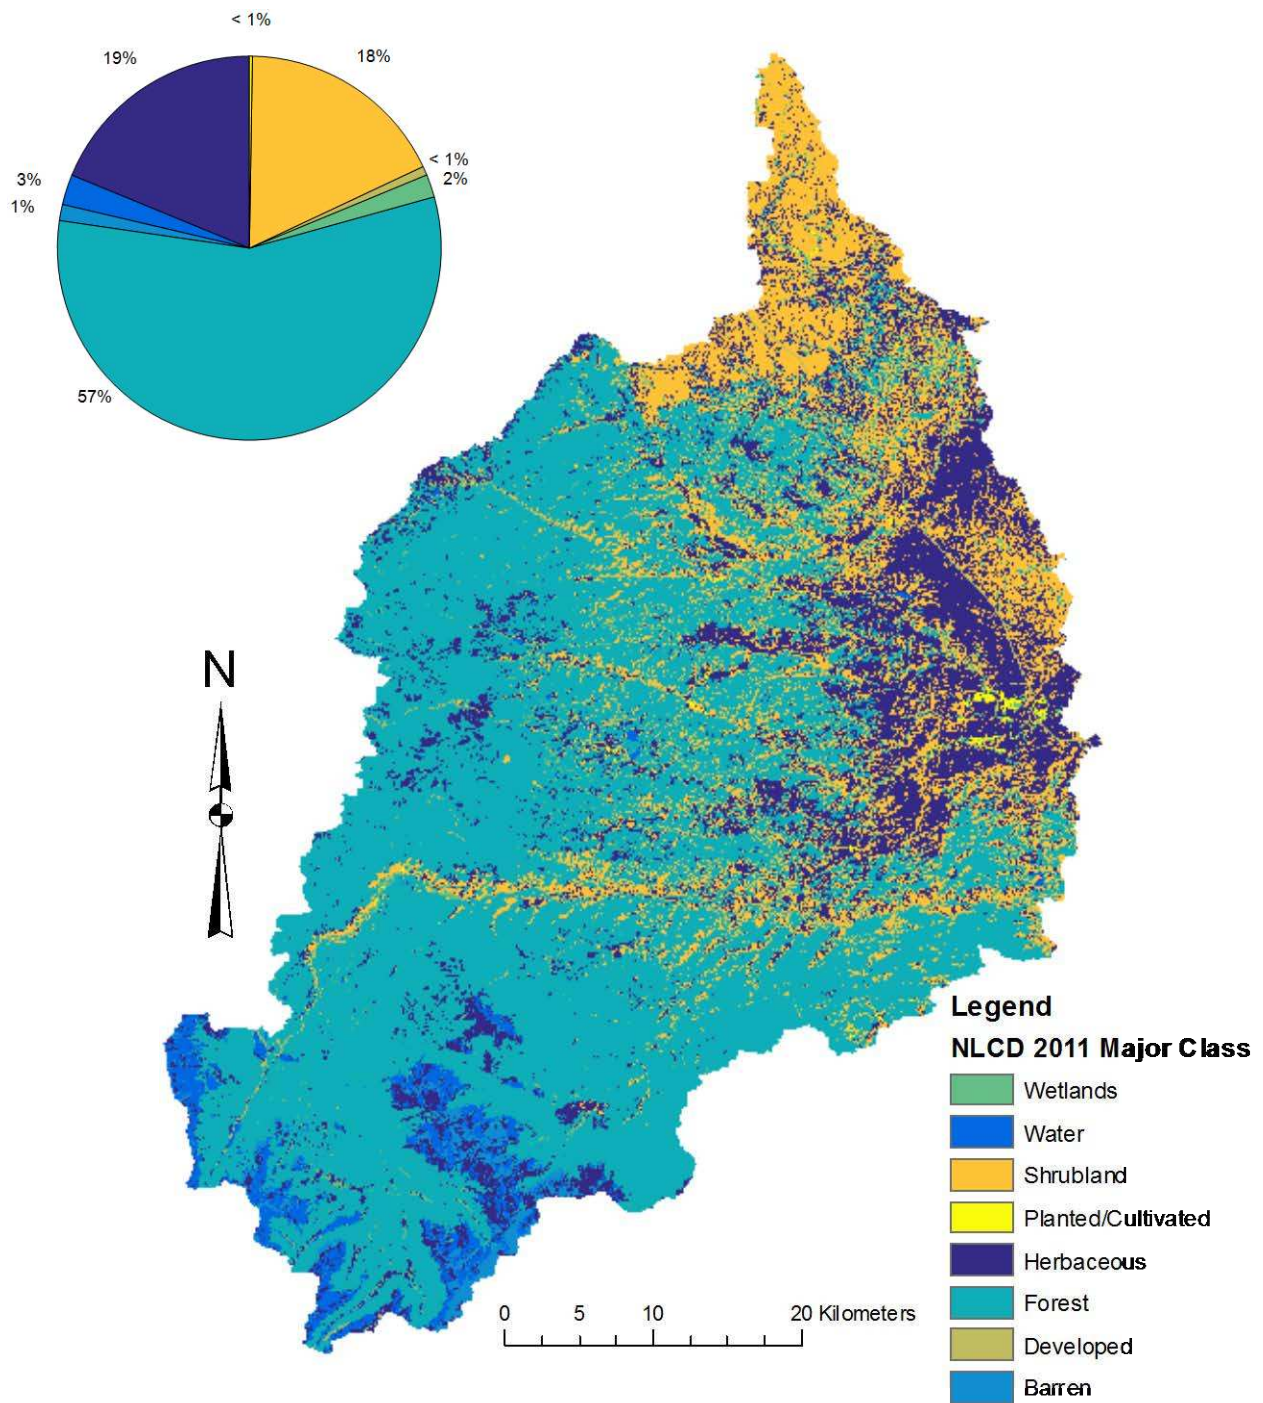 < 1%
19%
18%
< 1%
3%
2%
1%
57%
N
Legend
NLCD 2011 Major Class
Wetlands
Water
Shrubland
Planted/Cultivated
Herbaceous
Forest
Developed
Barren
0 5 10 20 Kilometers